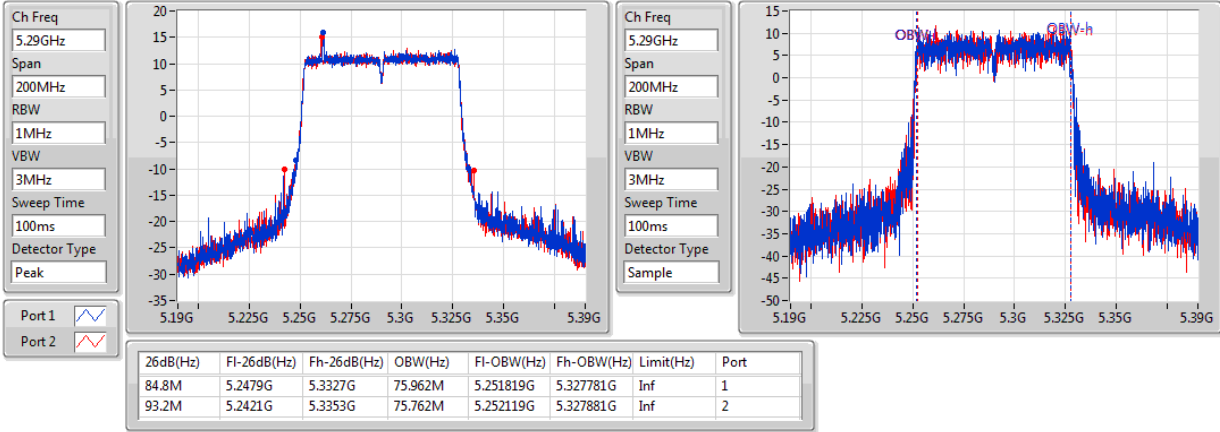 Ch Freq
5.29GHz
Span
200MHz
RBW
1MHz
VBW
3MHz
Sweep Time
100ms
Detector Type
Peak
Port 1
Port 2
20
15
10
5
0
-5
-10
-15
-20
-25
-30
-35
5.19G 5.225G 5.25G 5.275G 5.3G 5.325G 5.35G 5.39G
Ch Freq
5.29GHz
Span
200MHz
RBW
1MHz
VBW
3MHz
Sweep Time
100ms
Detector Type
Sample
15
10
5
0
-5
-10
-15
-20
-25
-30
-35
-40
-45
-50
OBW-h
5.19G 5.225G 5.25G 5.275G 5.3G 5.325G 5.35G 5.39G
26dB(Hz) Fl-26dB(Hz) Fh-26dB(Hz) OBW(Hz) Fl-OBW(Hz) Fh-OBW(Hz) Limit(Hz) Port
84.8M 5.2479G 5.3327G 75.962M 5.251819G 5.327781G Inf 1
93.2M 5.2421G 5.3353G 75.762M 5.252119G 5.327881G Inf 2